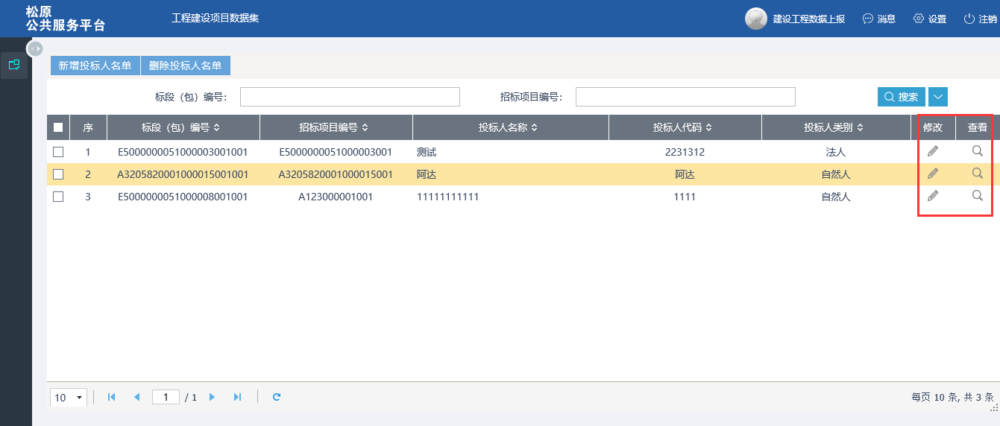 松原
公共服务平台
工程建设项目数据集
建设工程数据上报 消息 设置 注销
新增投标人名单 删除投标人名单
标段（包）编号： 招标项目编号： 搜索
序 标段（包）编号 招标项目编号 投标人名称 投标人代码 投标人类别 修改 查看
1 E5000000051000003001001 E5000000051000003001 测试 2231312 法人
2 A3205820001000015001001 A3205820001000015001 阿达 阿达 自然人
3 E5000000051000008001001 A123000001001 11111111111 1111 自然人
10 1 / 1 每页 10 条, 共 3 条